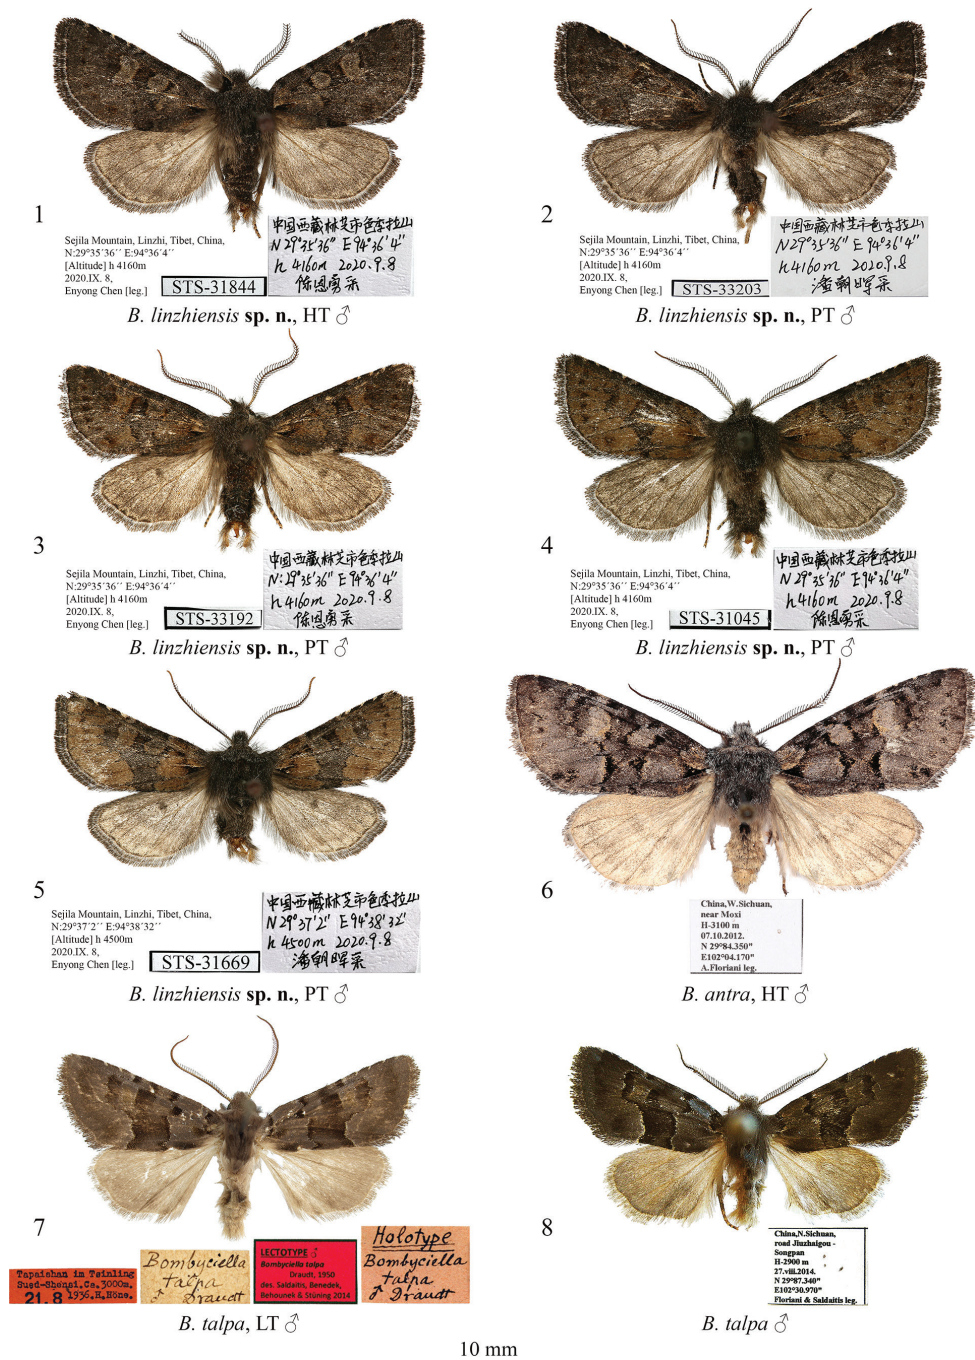 1
Sejila Mountain, Linzhi, Tibet, China,
N:29°35´36´´ E:94°36´4´´
[Altitude] h 4160m
2020.IX. 8,
Enyong Chen [leg.]
STS-31844
中国西藏林芝市色季拉山
N 29°35′36″ E 94°36′4″
h 4160m 2020.9.8
陈恩勇采
B. linzhiensis sp. n., HT ♂
2
Sejila Mountain, Linzhi, Tibet, China,
N:29°35´36´´ E:94°36´4´´
[Altitude] h 4160m
2020.IX. 8,
Enyong Chen [leg.]
STS-33203
中国西藏林芝市色季拉山
N29°35′36″ E 94°36′4″
h 4160m 2020.9.8
潘朝晖采
B. linzhiensis sp. n., PT ♂
3
Sejila Mountain, Linzhi, Tibet, China,
N:29°35´36´´ E:94°36´4´´
[Altitude] h 4160m
2020.IX. 8,
Enyong Chen [leg.]
STS-33192
中国西藏林芝市色季拉山
N:29°35′36″ E 94°36′4″
h 4160m 2020.9.8
陈恩勇采
B. linzhiensis sp. n., PT ♂
4
Sejila Mountain, Linzhi, Tibet, China,
N:29°35´36´´ E:94°36´4´´
[Altitude] h 4160m
2020.IX. 8,
Enyong Chen [leg.]
STS-31045
中国西藏林芝市色季拉山
N 29°35′36″ E 94°36′4″
h 4160m 2020.9.8
陈恩勇采
B. linzhiensis sp. n., PT ♂
5
Sejila Mountain, Linzhi, Tibet, China,
N:29°37´2´´ E:94°38´32´´
[Altitude] h 4500m
2020.IX. 8,
Enyong Chen [leg.]
STS-31669
中国西藏林芝市色季拉山
N 29°37′2″ E 94°38′32″
h 4500m 2020.9.8
潘朝晖采
B. linzhiensis sp. n., PT ♂
6
China,W.Sichuan,
near Moxi
H-3100 m
07.10.2012.
N 29°84.350"
E102°04.170"
A.Floriani leg.
B. antra, HT ♂
7
Tapaishan im Tsinling
Sued-Shensi.Ca.3000m.
21.8 1936.H.Höne.
Bombyciella
talpa
♂ Draudt
LECTOTYPE ♂
Bombyciella talpa
Draudt, 1950
des. Saldaitis, Benedek,
Behounek & Stüning 2014
Holotype
Bombyciella
talpa
♂ Draudt
B. talpa, LT ♂
8
China,N.Sichuan,
road Jiuzhaigou -
Songpan
H-2900 m
27.viii.2014.
N 29°87.340"
E102°30.970"
Floriani & Saldaitis leg.
B. talpa ♂
10 mm